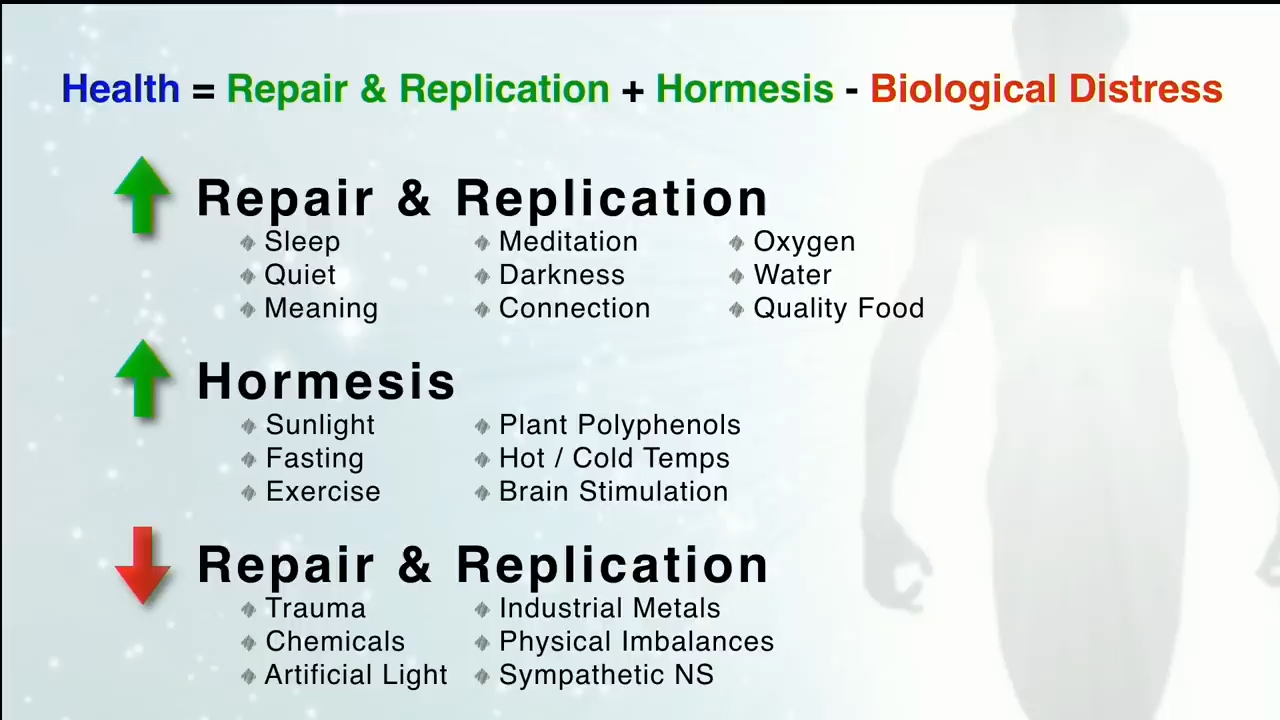 Health = Repair & Replication + Hormesis - Biological Distress
Repair & Replication
Sleep Meditation Oxygen
Quiet Darkness Water
Meaning Connection Quality Food
Hormesis
Sunlight Plant Polyphenols
Fasting Hot / Cold Temps
Exercise Brain Stimulation
Repair & Replication
Trauma Industrial Metals
Chemicals Physical Imbalances
Artificial Light Sympathetic NS